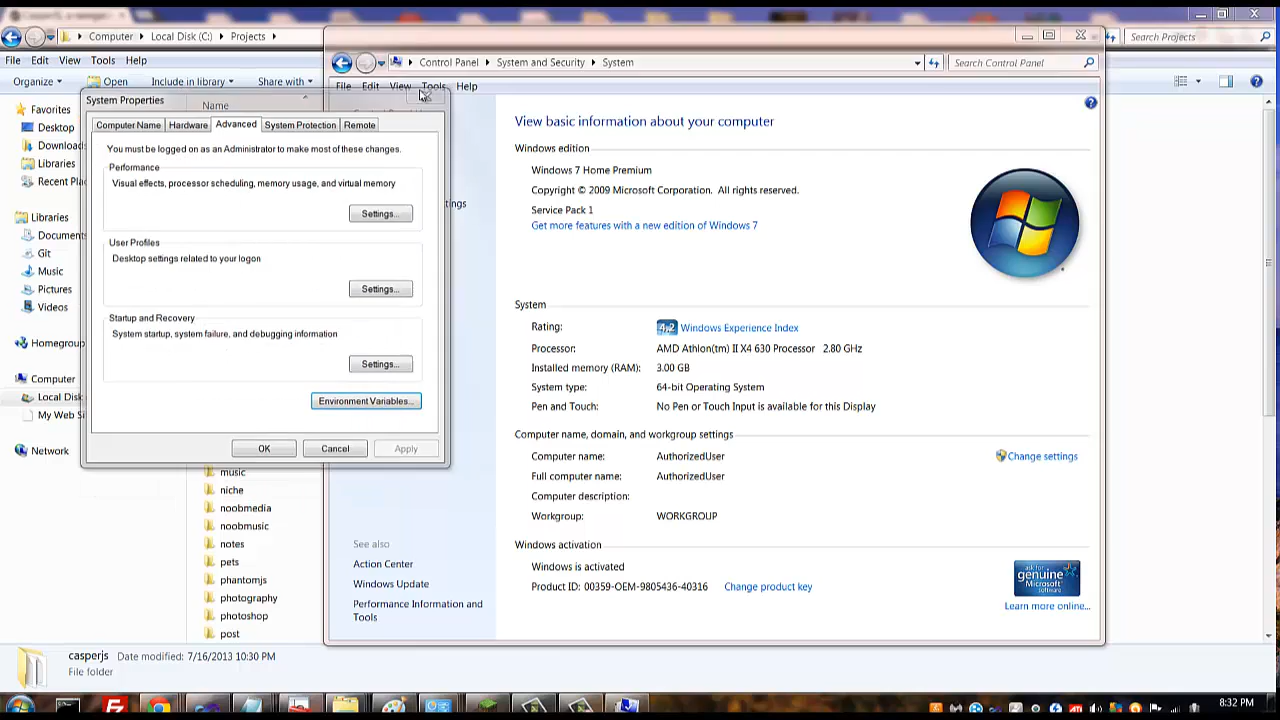 Computer
Local Disk (C:)
Projects
Search Projects
File
Edit
View
Tools
Help
Organize
Open
Include in library
Share with
Favorites
Desktop
Libraries
Libraries
Git
Music
Pictures
Videos
Computer
Local Disk
Network
Name
music
niche
noobmedia
noobmusic
notes
pets
phantomjs
photography
photoshop
post
casperjs
Date modified: 7/16/2013 10:30 PM
File folder
System Properties
Computer Name
Hardware
Advanced
System Protection
Remote
You must be logged on as an Administrator to make most of these changes.
Performance
Visual effects, processor scheduling, memory usage, and virtual memory
Settings...
User Profiles
Desktop settings related to your logon
Settings...
Startup and Recovery
System startup, system failure, and debugging information
Settings...
Environment Variables...
OK
Cancel
Apply
Control Panel
System and Security
System
Search Control Panel
File
Edit
View
Tools
Help
View basic information about your computer
Windows edition
Windows 7 Home Premium
Copyright © 2009 Microsoft Corporation. All rights reserved.
Service Pack 1
Get more features with a new edition of Windows 7
System
Rating:
4,2 Windows Experience Index
Processor:
AMD Athlon(tm) II X4 630 Processor 2.80 GHz
Installed memory (RAM):
3.00 GB
System type:
64-bit Operating System
Pen and Touch:
No Pen or Touch Input is available for this Display
Computer name, domain, and workgroup settings
Computer name:
AuthorizedUser
Change settings
Full computer name:
AuthorizedUser
Computer description:
Workgroup:
WORKGROUP
Windows activation
Windows is activated
Product ID: 00359-OEM-9805436-40316
Change product key
ask for
genuine
Microsoft
software
Learn more online...
See also
Action Center
Windows Update
Performance Information and
Tools
8:32 PM